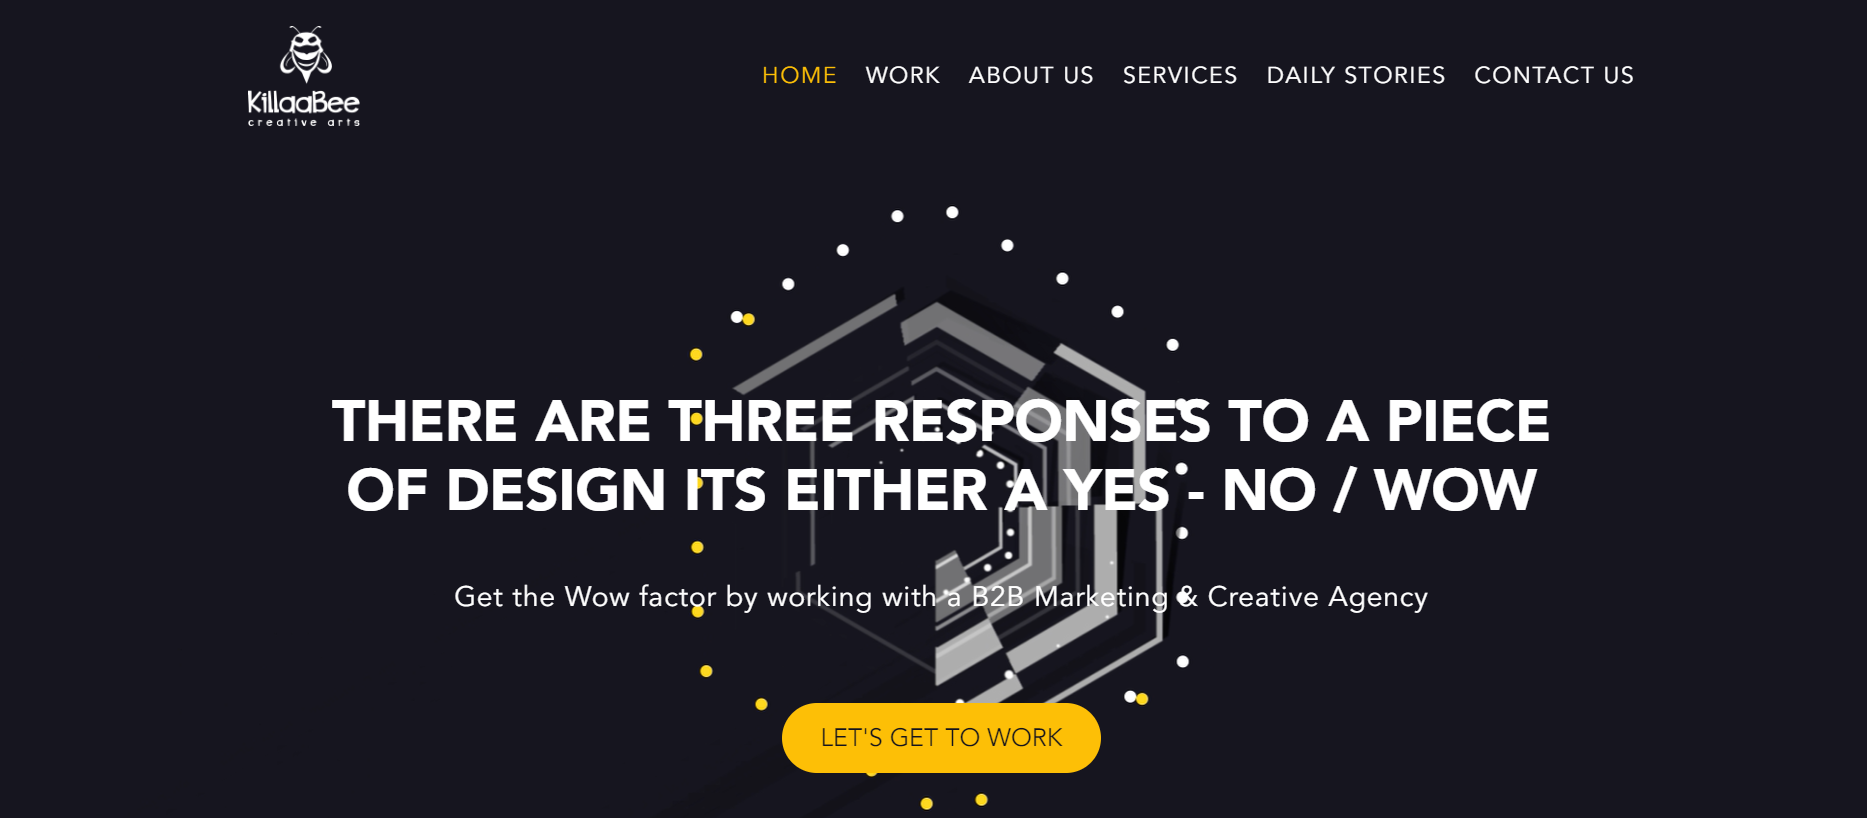 KillaaBee
creative arts
HOME WORK ABOUT US SERVICES DAILY STORIES CONTACT US
THERE ARE THREE RESPONSES TO A PIECE
OF DESIGN ITS EITHER A YES - NO / WOW
Get the Wow factor by working with a B2B Marketing & Creative Agency
LET'S GET TO WORK